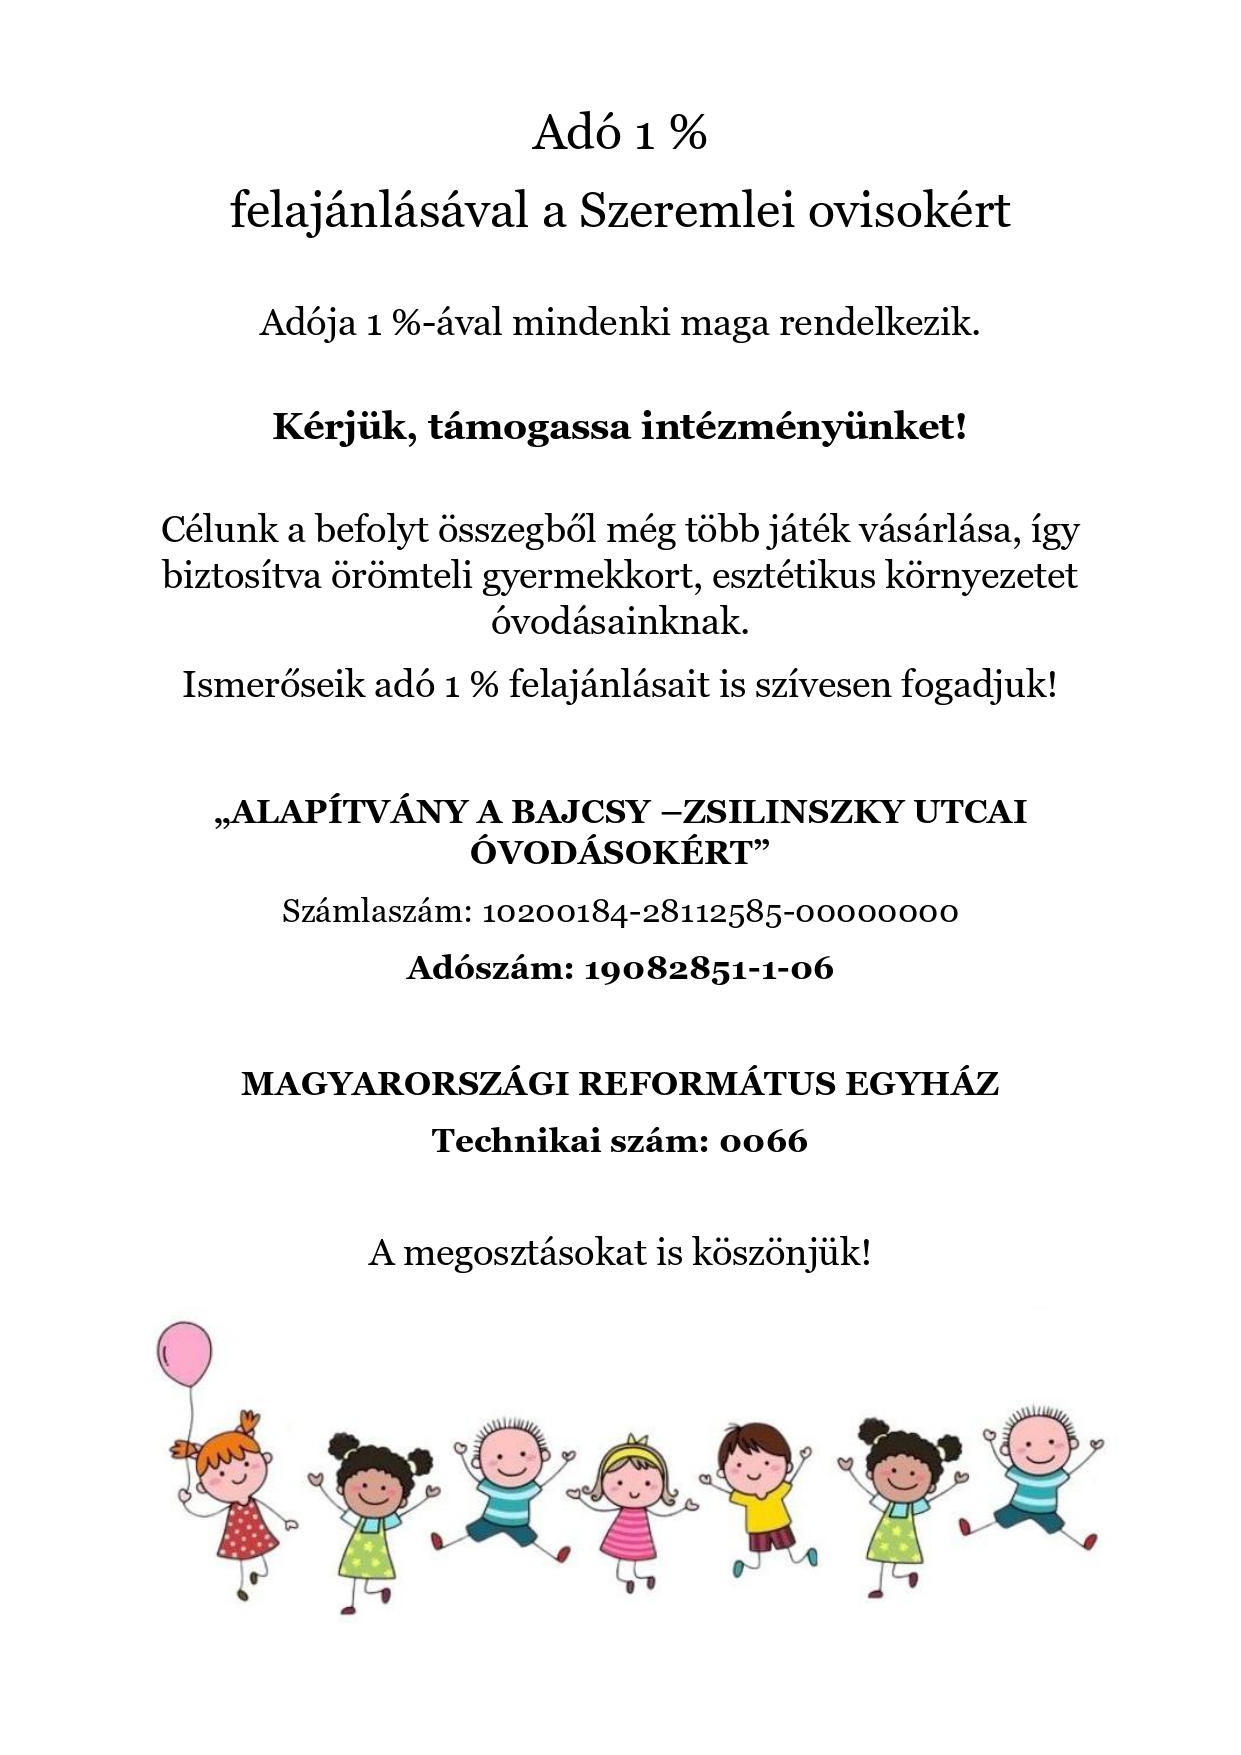 Adó 1 %
felajánlásával a Szeremlei ovisokért
Adója 1 %-ával mindenki maga rendelkezik.
Kérjük, támogassa intézményünket!
Célunk a befolyt összegből még több játék vásárlása, így
biztosítva örömteli gyermekkort, esztétikus környezetet
óvodásainknak.
Ismerőseik adó 1 % felajánlásait is szívesen fogadjuk!
„ALAPÍTVÁNY A BAJCSY –ZSILINSZKY UTCAI
ÓVODÁSOKÉRT”
Számlaszám: 10200184-28112585-00000000
Adószám: 19082851-1-06
MAGYARORSZÁGI REFORMÁTUS EGYHÁZ
Technikai szám: 0066
A megosztásokat is köszönjük!